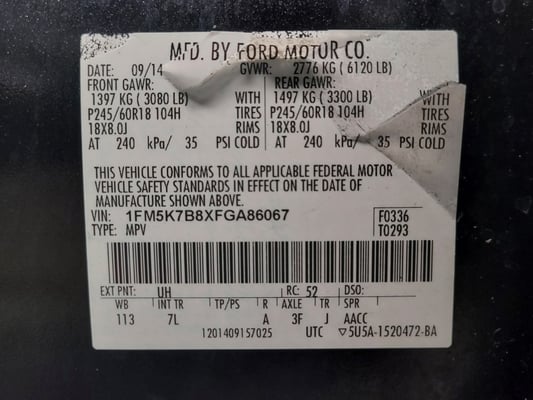 MFD. BY FORD MOTOR CO.
DATE: 09/14 GVWR: 2776 KG ( 6120 LB)
FRONT GAWR: REAR GAWR:
1397 KG ( 3080 LB) WITH 1497 KG ( 3300 LB) WITH
P245/60R18 104H TIRES P245/60R18 104H TIRES
18X8.0J RIMS 18X8.0J RIMS
AT 240 kPa/ 35 PSI COLD AT 240 kPa/ 35 PSI COLD
THIS VEHICLE CONFORMS TO ALL APPLICABLE FEDERAL MOTOR
VEHICLE SAFETY STANDARDS IN EFFECT ON THE DATE OF
MANUFACTURE SHOWN ABOVE.
VIN: 1FM5K7B8XFGA86067 F0336
TYPE: MPV T0293
EXT PNT: UH RC: 52 DSO:
WB INT TR TP/PS R AXLE TR SPR
113 7L A 3F J AACC
1201409157025 UTC ▽5U5A-1520472-BA